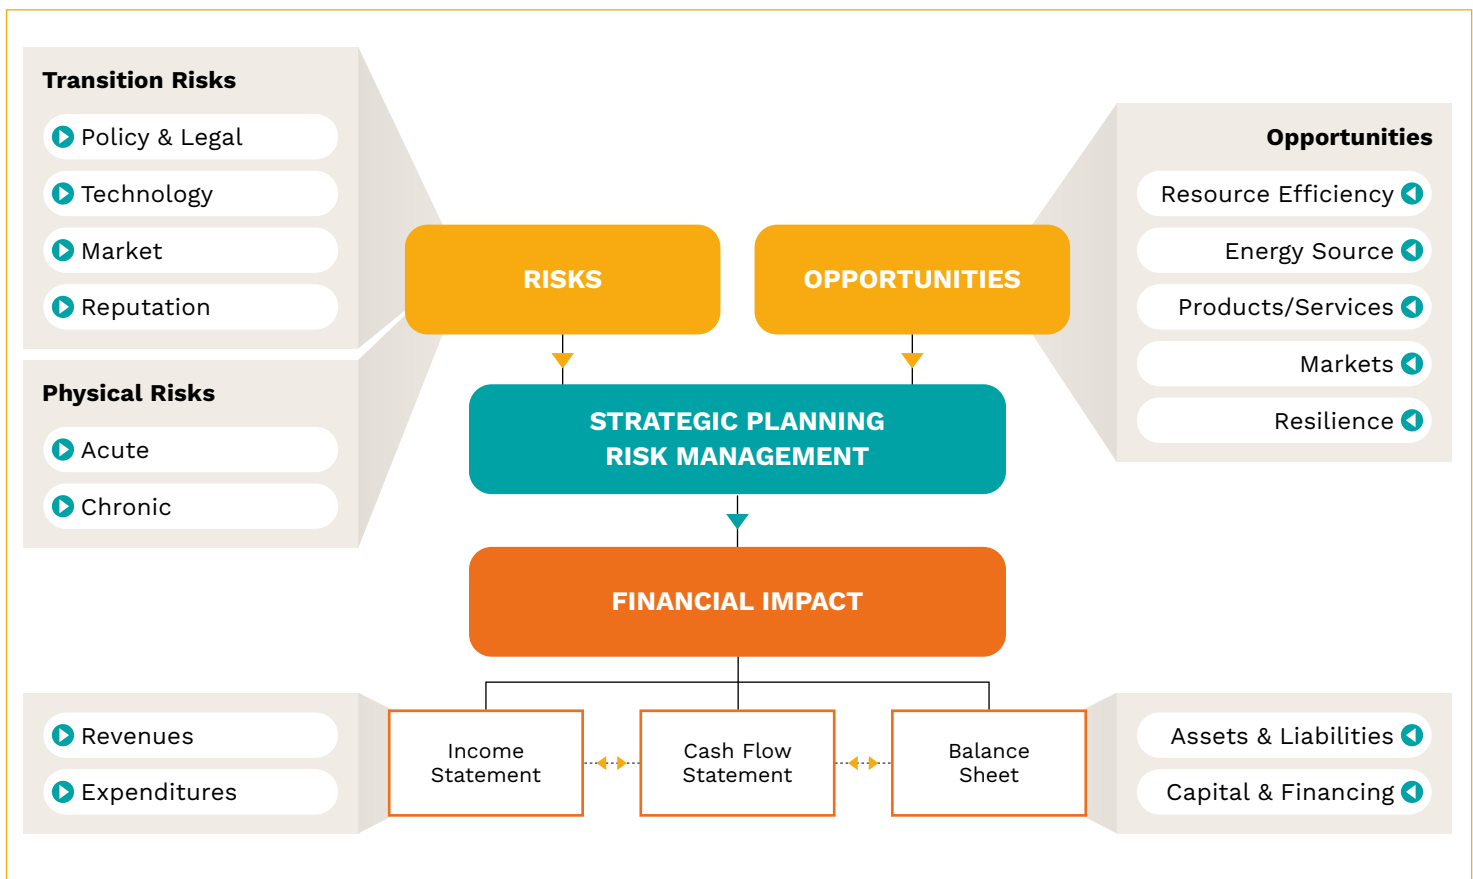 Transition Risks
Policy & Legal
Technology
Market
Reputation
Physical Risks
Acute
Chronic
RISKS
OPPORTUNITIES
Opportunities
Resource Efficiency
Energy Source
Products/Services
Markets
Resilience
STRATEGIC PLANNING
RISK MANAGEMENT
FINANCIAL IMPACT
Revenues
Expenditures
Income
Statement
Cash Flow
Statement
Balance
Sheet
Assets & Liabilities
Capital & Financing